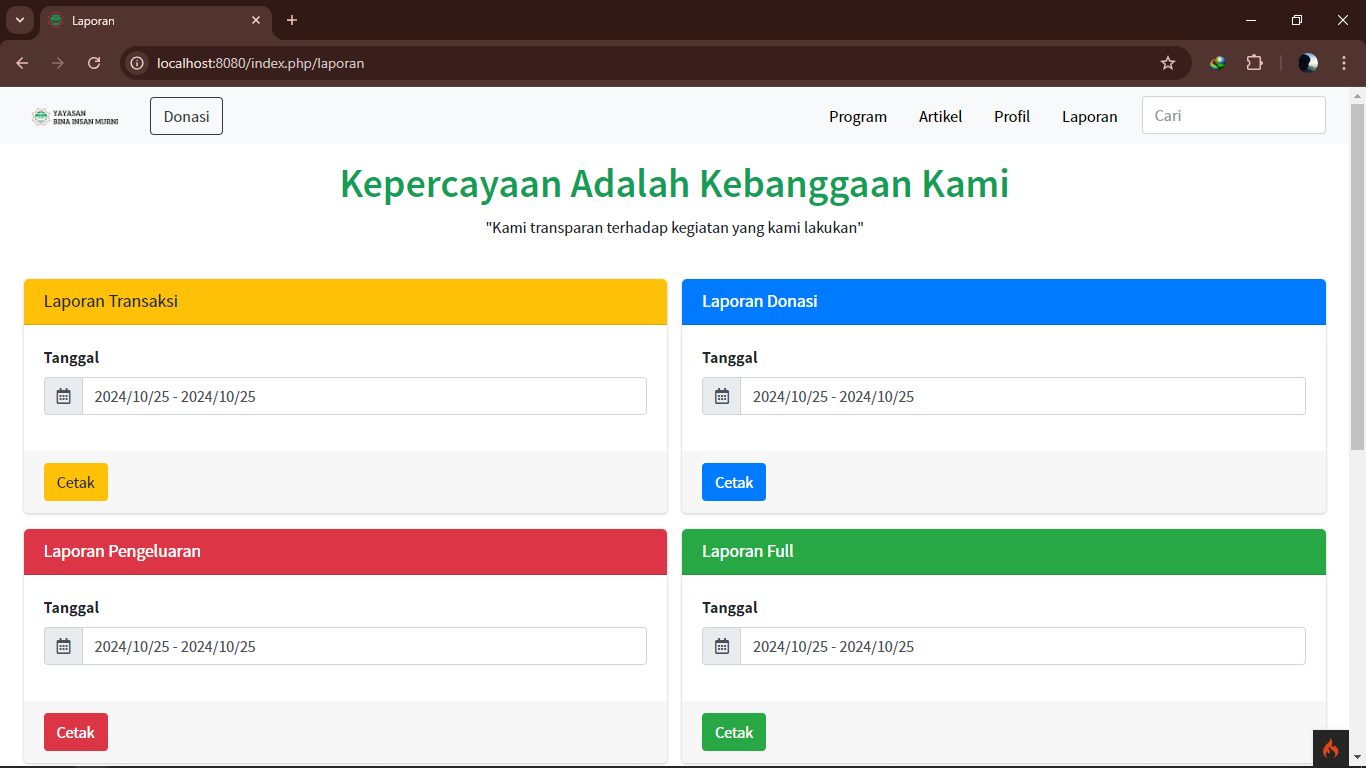 Laporan
localhost:8080/index.php/laporan
YAYASAN
BINA INSAN MURNI
Donasi
Program
Artikel
Profil
Laporan
Cari
Kepercayaan Adalah Kebanggaan Kami
"Kami transparan terhadap kegiatan yang kami lakukan"
Laporan Transaksi
Tanggal
2024/10/25 - 2024/10/25
Cetak
Laporan Donasi
Tanggal
2024/10/25 - 2024/10/25
Cetak
Laporan Pengeluaran
Tanggal
2024/10/25 - 2024/10/25
Cetak
Laporan Full
Tanggal
2024/10/25 - 2024/10/25
Cetak